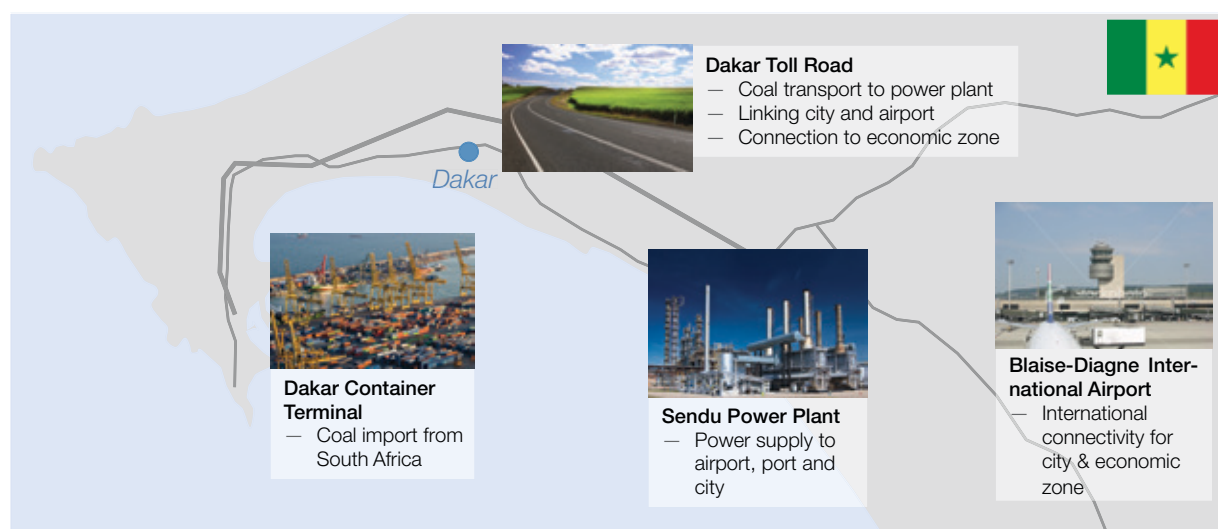 Dakar Toll Road
— Coal transport to power plant
— Linking city and airport
— Connection to economic zone
Dakar
Dakar Container
Terminal
— Coal import from
South Africa
Sendu Power Plant
— Power supply to
airport, port and
city
Blaise-Diagne Inter-
national Airport
— International
connectivity for
city & economic
zone